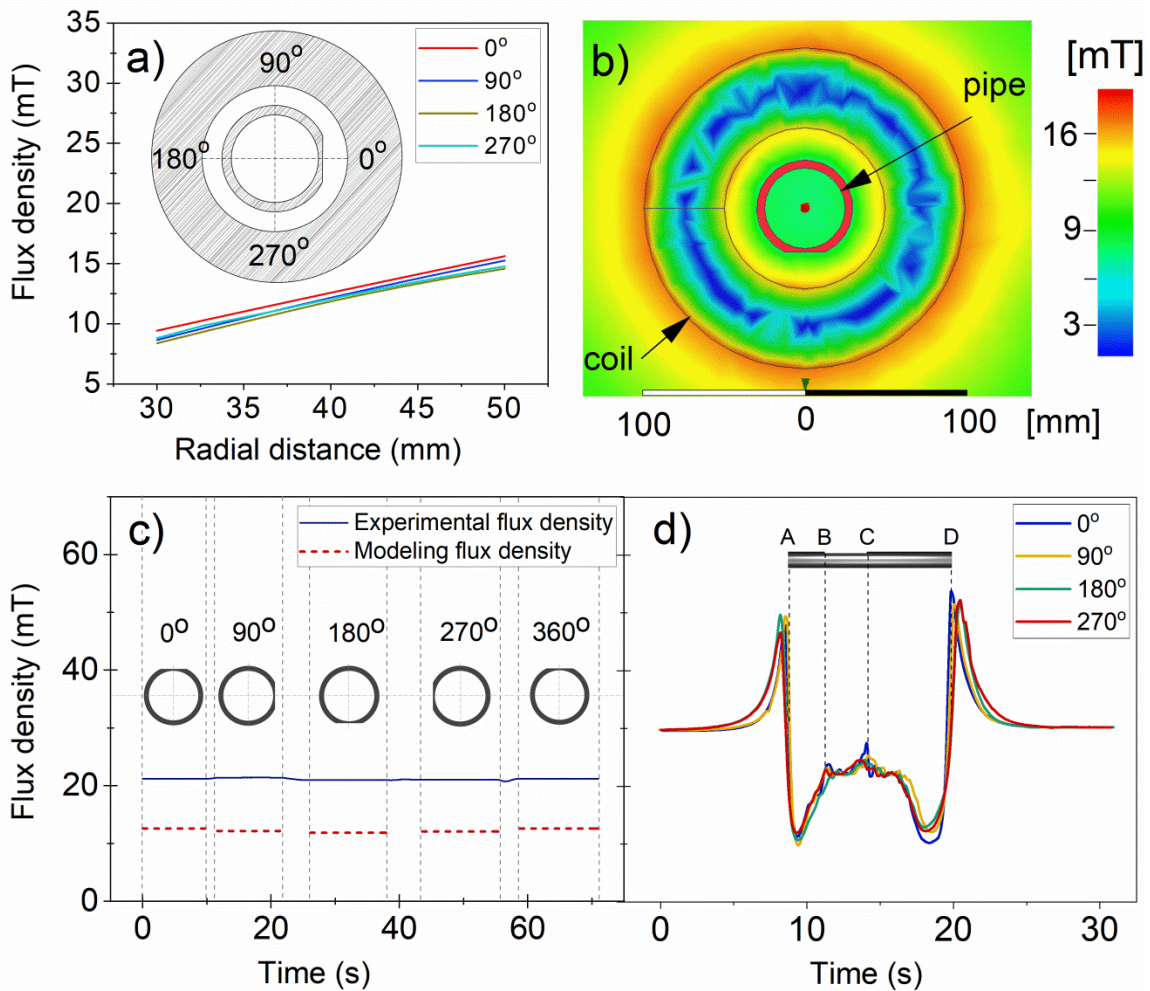 a)
35
30
25
20
15
10
5
Flux density (mT)
90°
180°
0°
270°
0°
90°
180°
270°
30
35
40
45
50
Radial distance (mm)
b)
[mT]
pipe
16
9
3
coil
100
0
100
[mm]
c)
Experimental flux density
Modeling flux density
60
40
20
0
Flux density (mT)
0°
90°
180°
270°
360°
0
20
40
60
Time (s)
d)
A
B
C
D
0°
90°
180°
270°
0
10
20
30
Time (s)